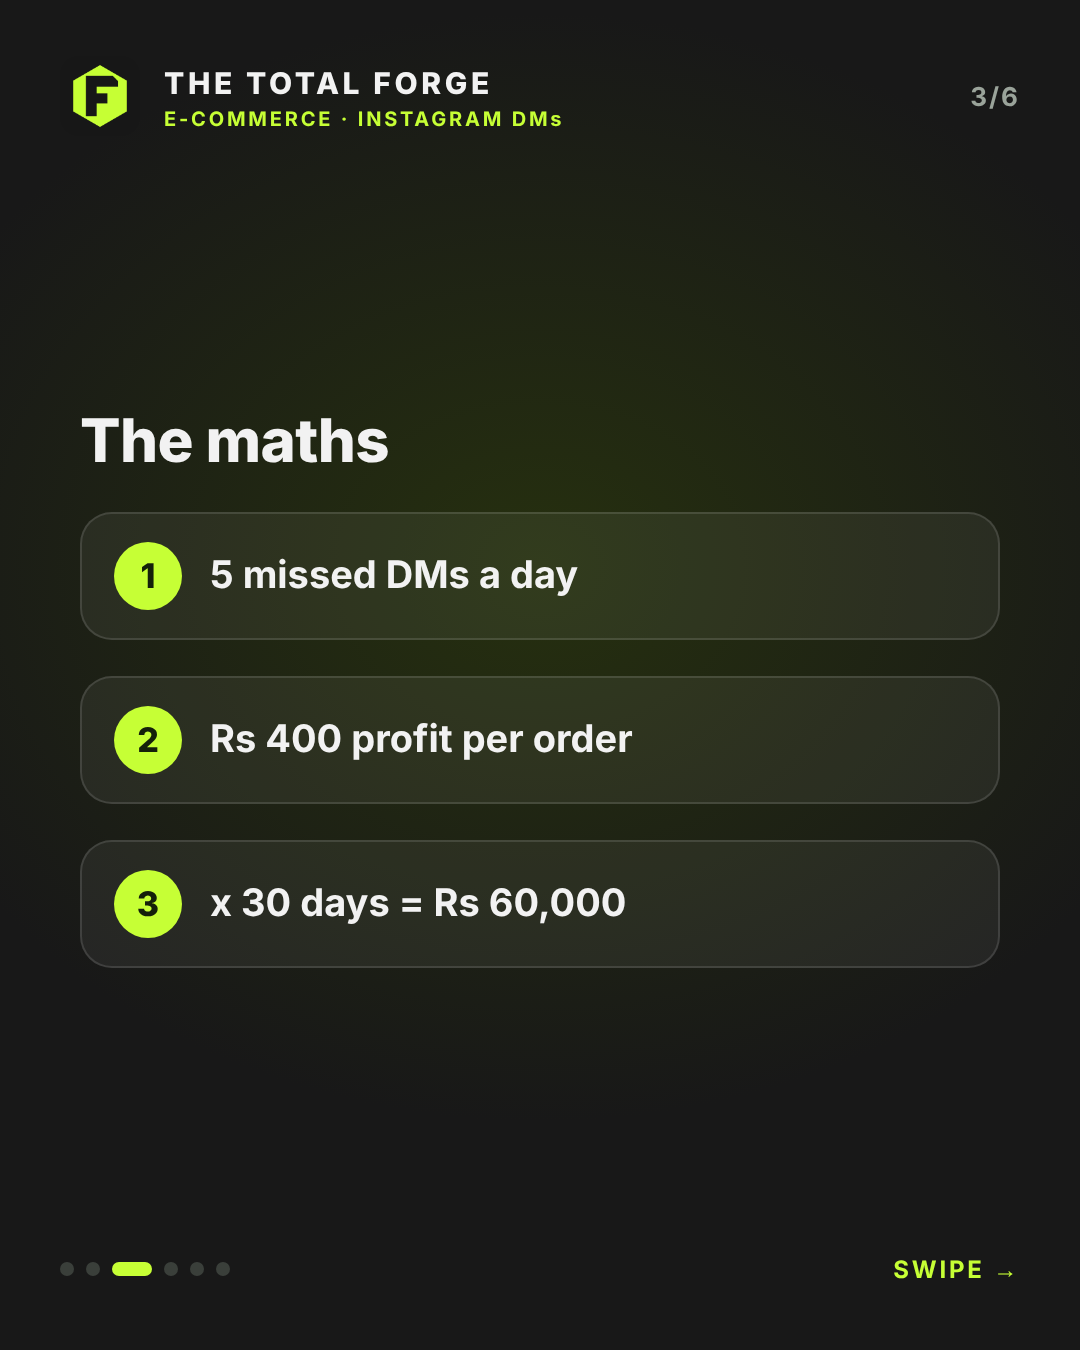 THE TOTAL FORGE
E-COMMERCE · INSTAGRAM DMs
3/6
The maths
1 5 missed DMs a day
2 Rs 400 profit per order
3 x 30 days = Rs 60,000
SWIPE →